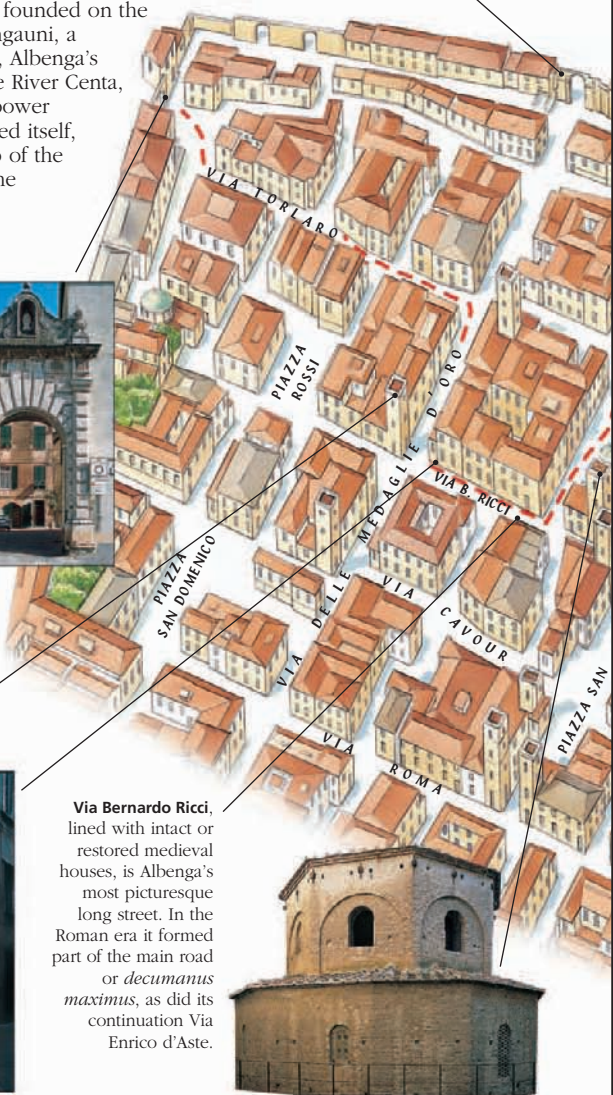 founded on the
ngauni, a
, Albenga's
e River Centa,
power
ed itself,
o of the
ne
VIA TORLARO
PIAZZA
ROSSI
VIA DELLE MEDAGLIE D'ORO
VIA B. RICCI
PIAZZA
SAN DOMENICO
VIA CAVOUR
PIAZZA SAN
VIA ROMA
Via Bernardo Ricci,
lined with intact or
restored medieval
houses, is Albenga's
most picturesque
long street. In the
Roman era it formed
part of the main road
or decumanus
maximus, as did its
continuation Via
Enrico d'Aste.